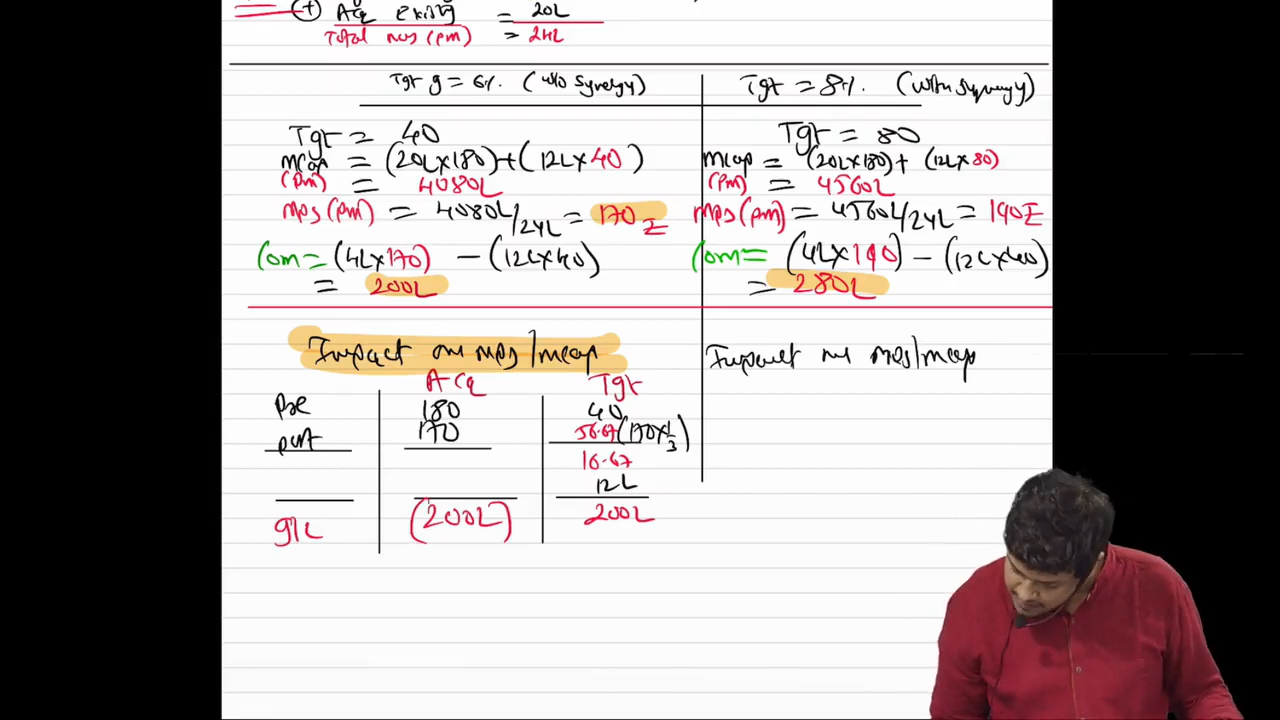 (+) Acq existing = 20L
Total nos (pm) = 24L
Tgt g = 6%. (w/o Synergy)
Tgt = 40
mcap = (20L×180)+(12L×40)
(pm) = 4080L
mps(pm) = 4080L/24L = 170
Com = (4L×170) - (12L×40)
= 200L
Impact on mps/mcap
Acq Tgt
pre 180 40
post 170 56.67 (170×1/3)
16.67
12L
g/L (200L) 200L
Tgt = 8%. (with synergy)
Tgt = 80
mcap = (20L×180)+ (12L×80)
(pm) = 4560L
mps(pm) = 4560L/24L = 190
Com = (4L×190) - (12L×40)
= 280L
Impact on mps/mcap